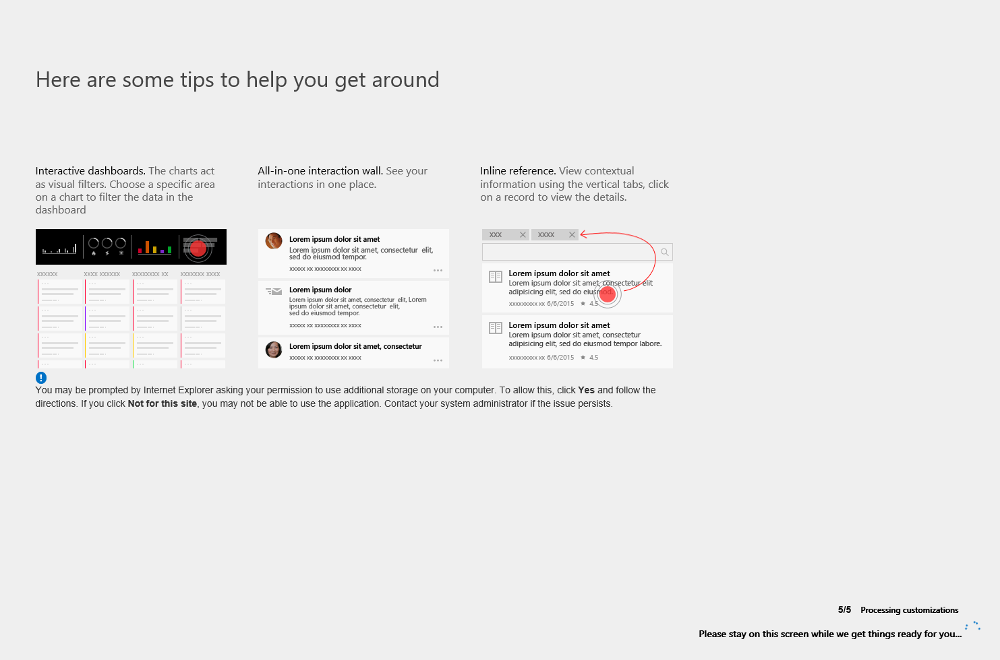 Here are some tips to help you get around
Interactive dashboards. The charts act
as visual filters. Choose a specific area
on a chart to filter the data in the
dashboard
xxxxxx xxxx xxxxxx xxxxxxxx xx xxxxxxx xxxx
All-in-one interaction wall. See your
interactions in one place.
Lorem ipsum dolor sit amet
Lorem ipsum dolor sit amet, consectetur elit,
sed do eiusmod tempor.
xxxxx xx xxxxxxxx xx xxxx
Lorem ipsum dolor
Lorem ipsum dolor sit amet, consectetur elit, Lorem
ipsum dolor sit amet, consectetur elit,
sed do eiusmod tempor.
xxxxx xx xxxxxxxx xx xxxx
Lorem ipsum dolor sit amet, consectetur
xxxxx xx xxxxxxxx xx xxxx
Inline reference. View contextual
information using the vertical tabs, click
on a record to view the details.
xxx xxxx
Lorem ipsum dolor sit amet
Lorem ipsum dolor sit amet, consectetur elit
adipisicing elit, sed do eiusmod.
xxxxxxxxx xx 6/6/2015 ★ 4.5
Lorem ipsum dolor sit amet
Lorem ipsum dolor sit amet, consectetur
adipisicing elit, sed do eiusmod tempor labore.
xxxxxxxxx xx 6/6/2015 ★ 4.5
You may be prompted by Internet Explorer asking your permission to use additional storage on your computer. To allow this, click Yes and follow the
directions. If you click Not for this site, you may not be able to use the application. Contact your system administrator if the issue persists.
5/5 Processing customizations
Please stay on this screen while we get things ready for you...